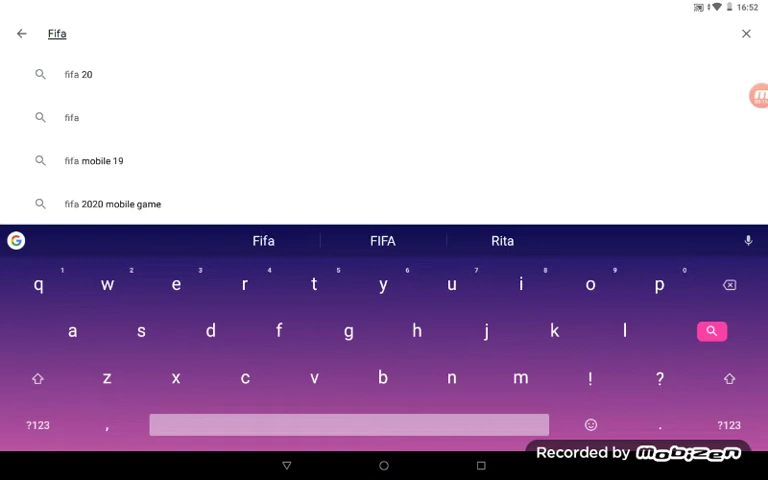 16:52
Fifa
fifa 20
fifa
fifa mobile 19
fifa 2020 mobile game
G Fifa FIFA Rita
1 2 3 4 5 6 7 8 9 0
q w e r t y u i o p
a s d f g h j k l
z x c v b n m ! ?
?123 , . ?123
Recorded by mobizen